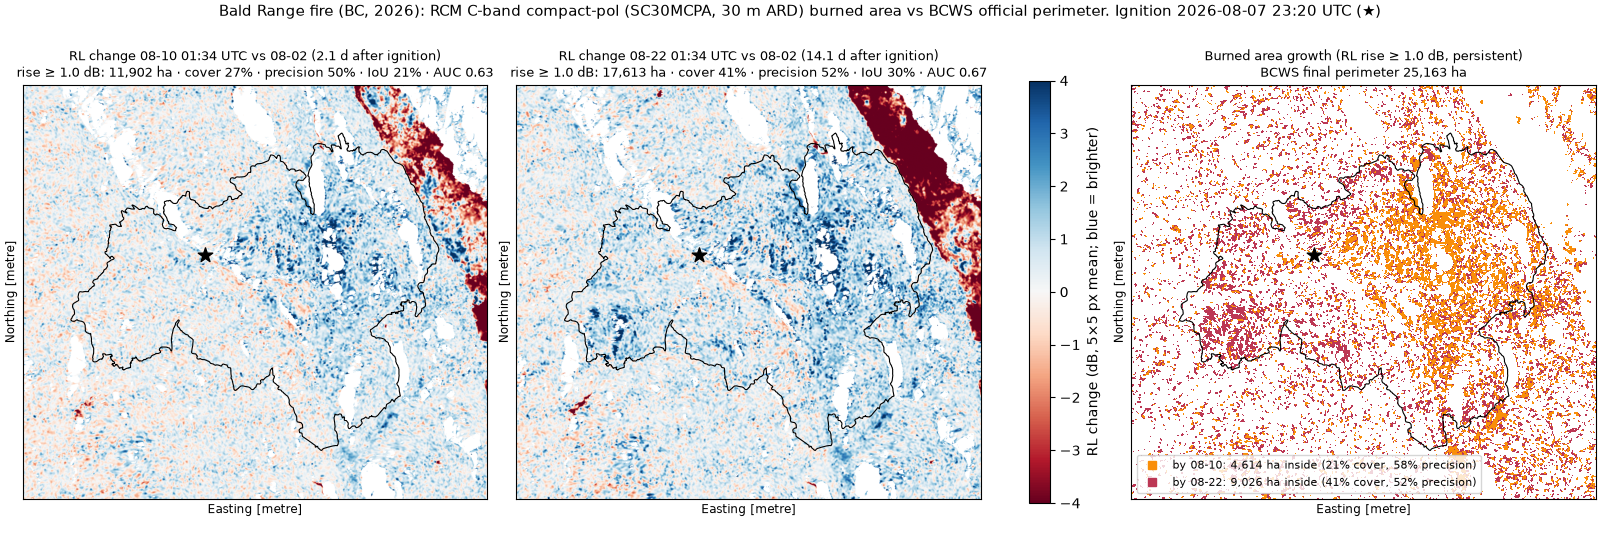 Bald Range fire (BC, 2026): RCM C-band compact-pol (SC30MCPA, 30 m ARD) burned area vs BCWS official perimeter. Ignition 2026-08-07 23:20 UTC (★)
RL change 08-10 01:34 UTC vs 08-02 (2.1 d after ignition)
rise ≥ 1.0 dB: 11,902 ha · cover 27% · precision 50% · IoU 21% · AUC 0.63
Northing [metre]
Easting [metre]
RL change 08-22 01:34 UTC vs 08-02 (14.1 d after ignition)
rise ≥ 1.0 dB: 17,613 ha · cover 41% · precision 52% · IoU 30% · AUC 0.67
Northing [metre]
Easting [metre]
4
3
2
1
0
−1
−2
−3
−4
RL change (dB, 5×5 px mean; blue = brighter)
Burned area growth (RL rise ≥ 1.0 dB, persistent)
BCWS final perimeter 25,163 ha
Northing [metre]
by 08-10: 4,614 ha inside (21% cover, 58% precision)
by 08-22: 9,026 ha inside (41% cover, 52% precision)
Easting [metre]